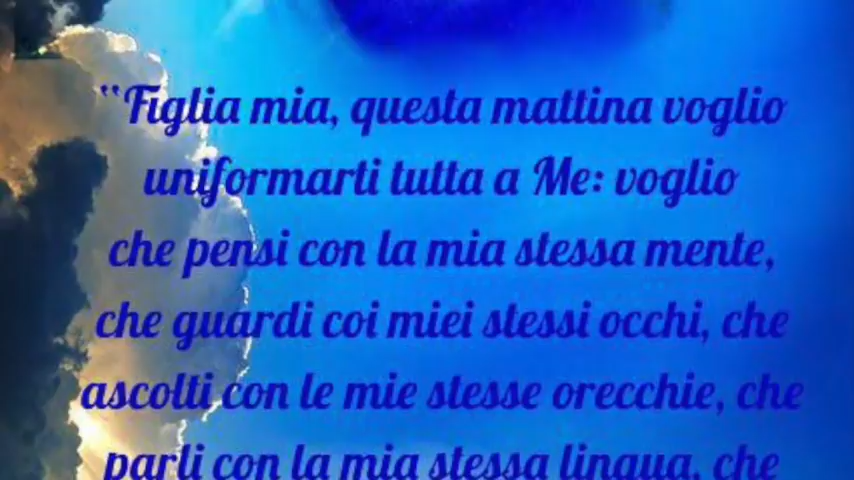 “Figlia mia, questa mattina voglio
uniformarti tutta a Me: voglio
che pensi con la mia stessa mente,
che guardi coi miei stessi occhi, che
ascolti con le mie stesse orecchie, che
parli con la mia stessa lingua, che